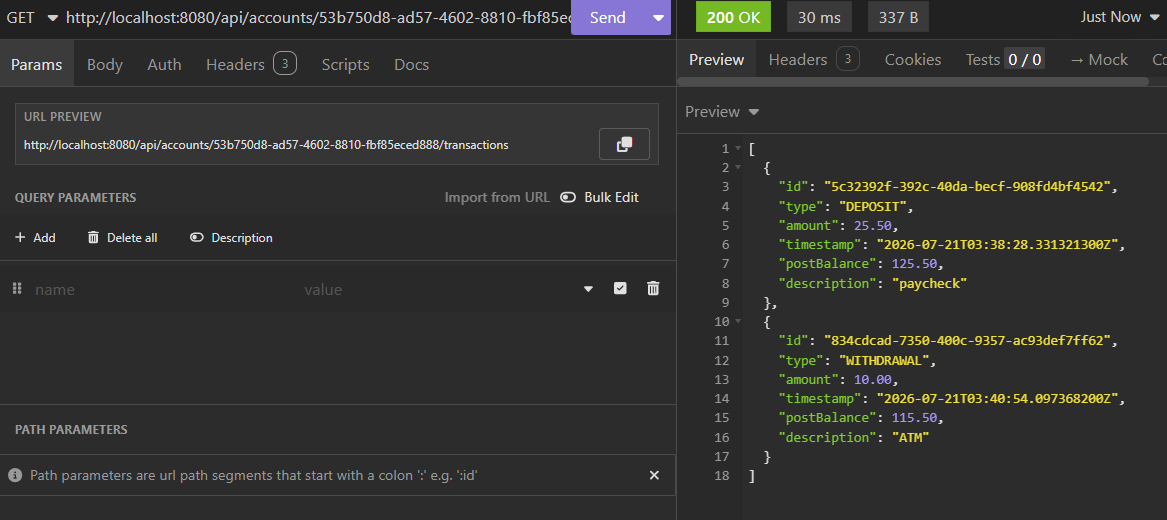 GET http://localhost:8080/api/accounts/53b750d8-ad57-4602-8810-fbf85eced Send
Params Body Auth Headers 3 Scripts Docs
URL PREVIEW
http://localhost:8080/api/accounts/53b750d8-ad57-4602-8810-fbf85eced888/transactions
QUERY PARAMETERS Import from URL Bulk Edit
+ Add Delete all Description
name value
PATH PARAMETERS
Path parameters are url path segments that start with a colon ':' e.g. ':id'
200 OK 30 ms 337 B Just Now
Preview Headers 3 Cookies Tests 0 / 0 → Mock Co
Preview
1 [
2 {
3 "id": "5c32392f-392c-40da-becf-908fd4bf4542",
4 "type": "DEPOSIT",
5 "amount": 25.50,
6 "timestamp": "2026-07-21T03:38:28.331321300Z",
7 "postBalance": 125.50,
8 "description": "paycheck"
9 },
10 {
11 "id": "834cdcad-7350-400c-9357-ac93def7ff62",
12 "type": "WITHDRAWAL",
13 "amount": 10.00,
14 "timestamp": "2026-07-21T03:40:54.097368200Z",
15 "postBalance": 115.50,
16 "description": "ATM"
17 }
18 ]